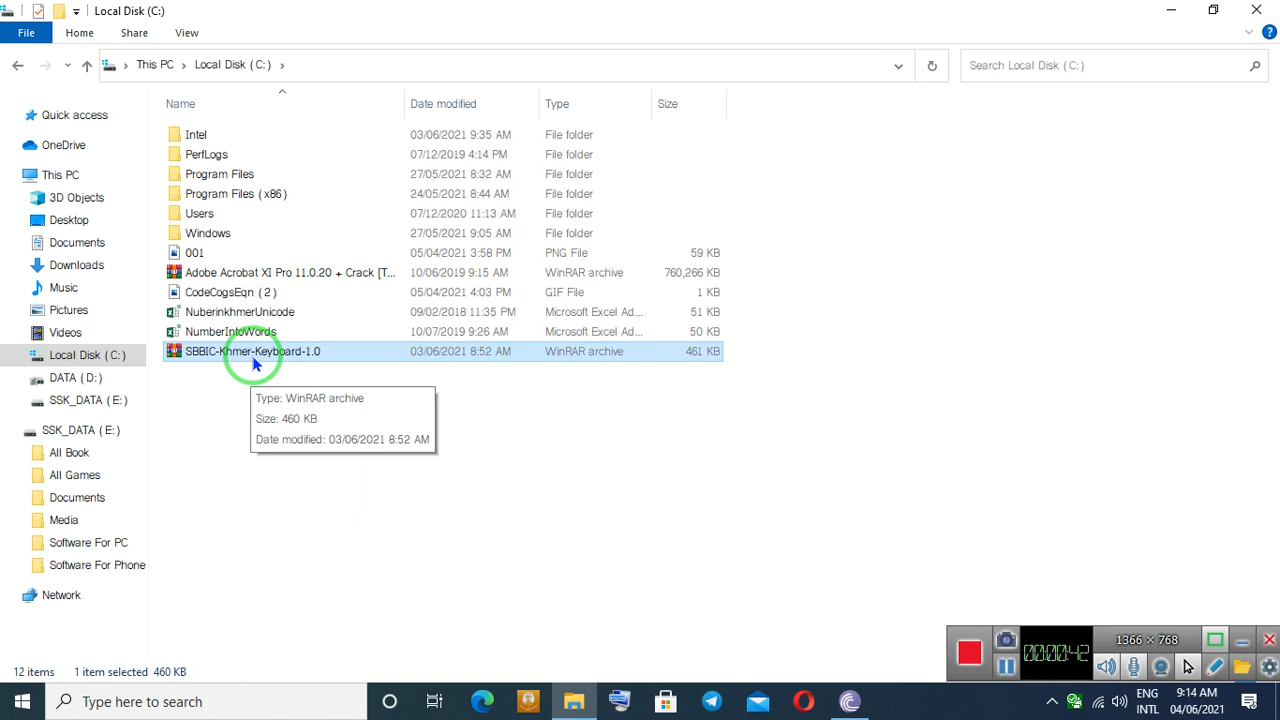 Local Disk (C:)
File Home Share View
This PC Local Disk (C:) Search Local Disk (C:)
Name Date modified Type Size
Quick access
OneDrive
This PC
3D Objects
Desktop
Documents
Downloads
Music
Pictures
Videos
Local Disk (C:)
DATA (D:)
SSK_DATA (E:)
SSK_DATA (E:)
All Book
All Games
Documents
Media
Software For PC
Software For Phone
Network
Intel 03/06/2021 9:35 AM File folder
PerfLogs 07/12/2019 4:14 PM File folder
Program Files 27/05/2021 8:32 AM File folder
Program Files (x86) 24/05/2021 8:44 AM File folder
Users 07/12/2020 11:13 AM File folder
Windows 27/05/2021 9:05 AM File folder
001 05/04/2021 3:58 PM PNG File 59 KB
Adobe Acrobat XI Pro 11.0.20 + Crack [T... 10/06/2019 9:15 AM WinRAR archive 760,266 KB
CodeCogsEqn (2) 05/04/2021 4:03 PM GIF File 1 KB
NuberinkhmerUnicode 09/02/2018 11:35 PM Microsoft Excel Ad... 51 KB
NumberIntoWords 10/07/2019 9:26 AM Microsoft Excel Ad... 50 KB
SBBIC-Khmer-Keyboard-1.0 03/06/2021 8:52 AM WinRAR archive 461 KB
Type: WinRAR archive
Size: 460 KB
Date modified: 03/06/2021 8:52 AM
00:00:42 1366 x 768
12 items 1 item selected 460 KB
Type here to search
ENG
INTL
9:14 AM
04/06/2021